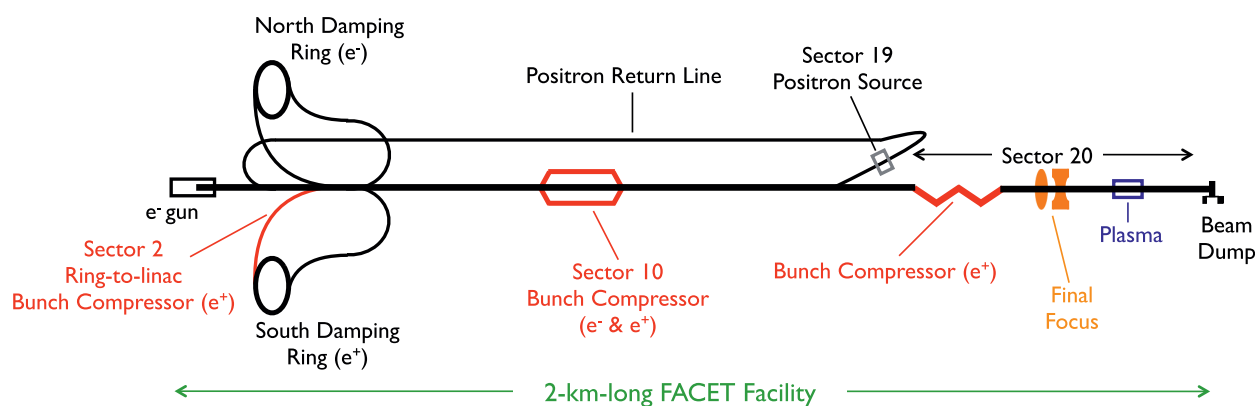 North Damping
Ring (e⁻)
Sector 19
Positron Source
Positron Return Line
Sector 20
e⁻ gun
Sector 2
Ring-to-linac
Bunch Compressor (e⁺)
Sector 10
Bunch Compressor
(e⁻ & e⁺)
Bunch Compressor (e⁺)
Plasma
Beam
Dump
Final
Focus
South Damping
Ring (e⁺)
2-km-long FACET Facility